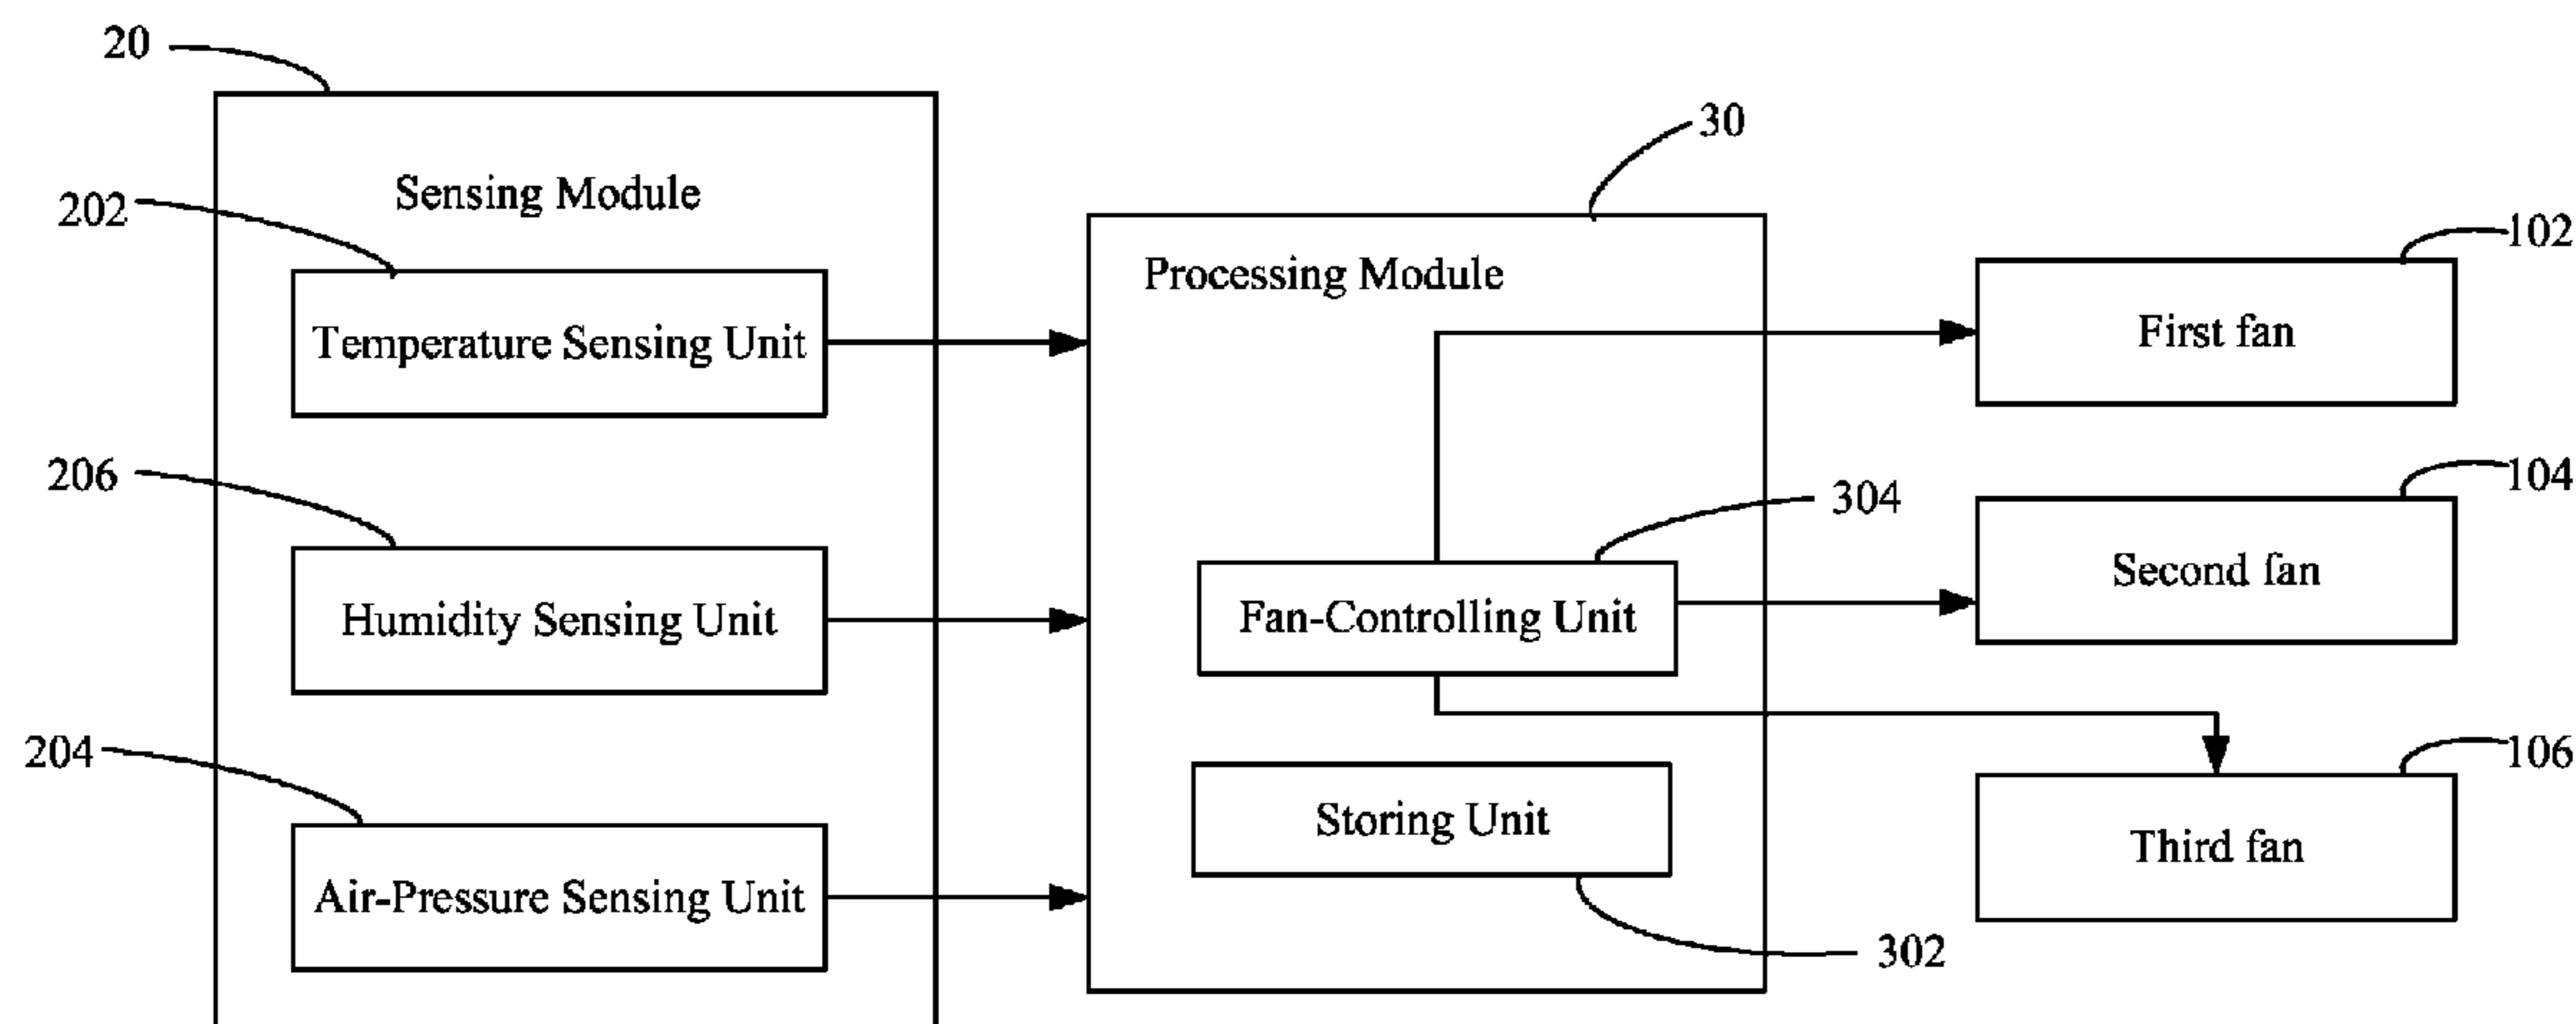 20
Sensing Module
202
Temperature Sensing Unit
206
Humidity Sensing Unit
204
Air-Pressure Sensing Unit
30
Processing Module
304
Fan-Controlling Unit
Storing Unit
302
102
First fan
104
Second fan
106
Third fan